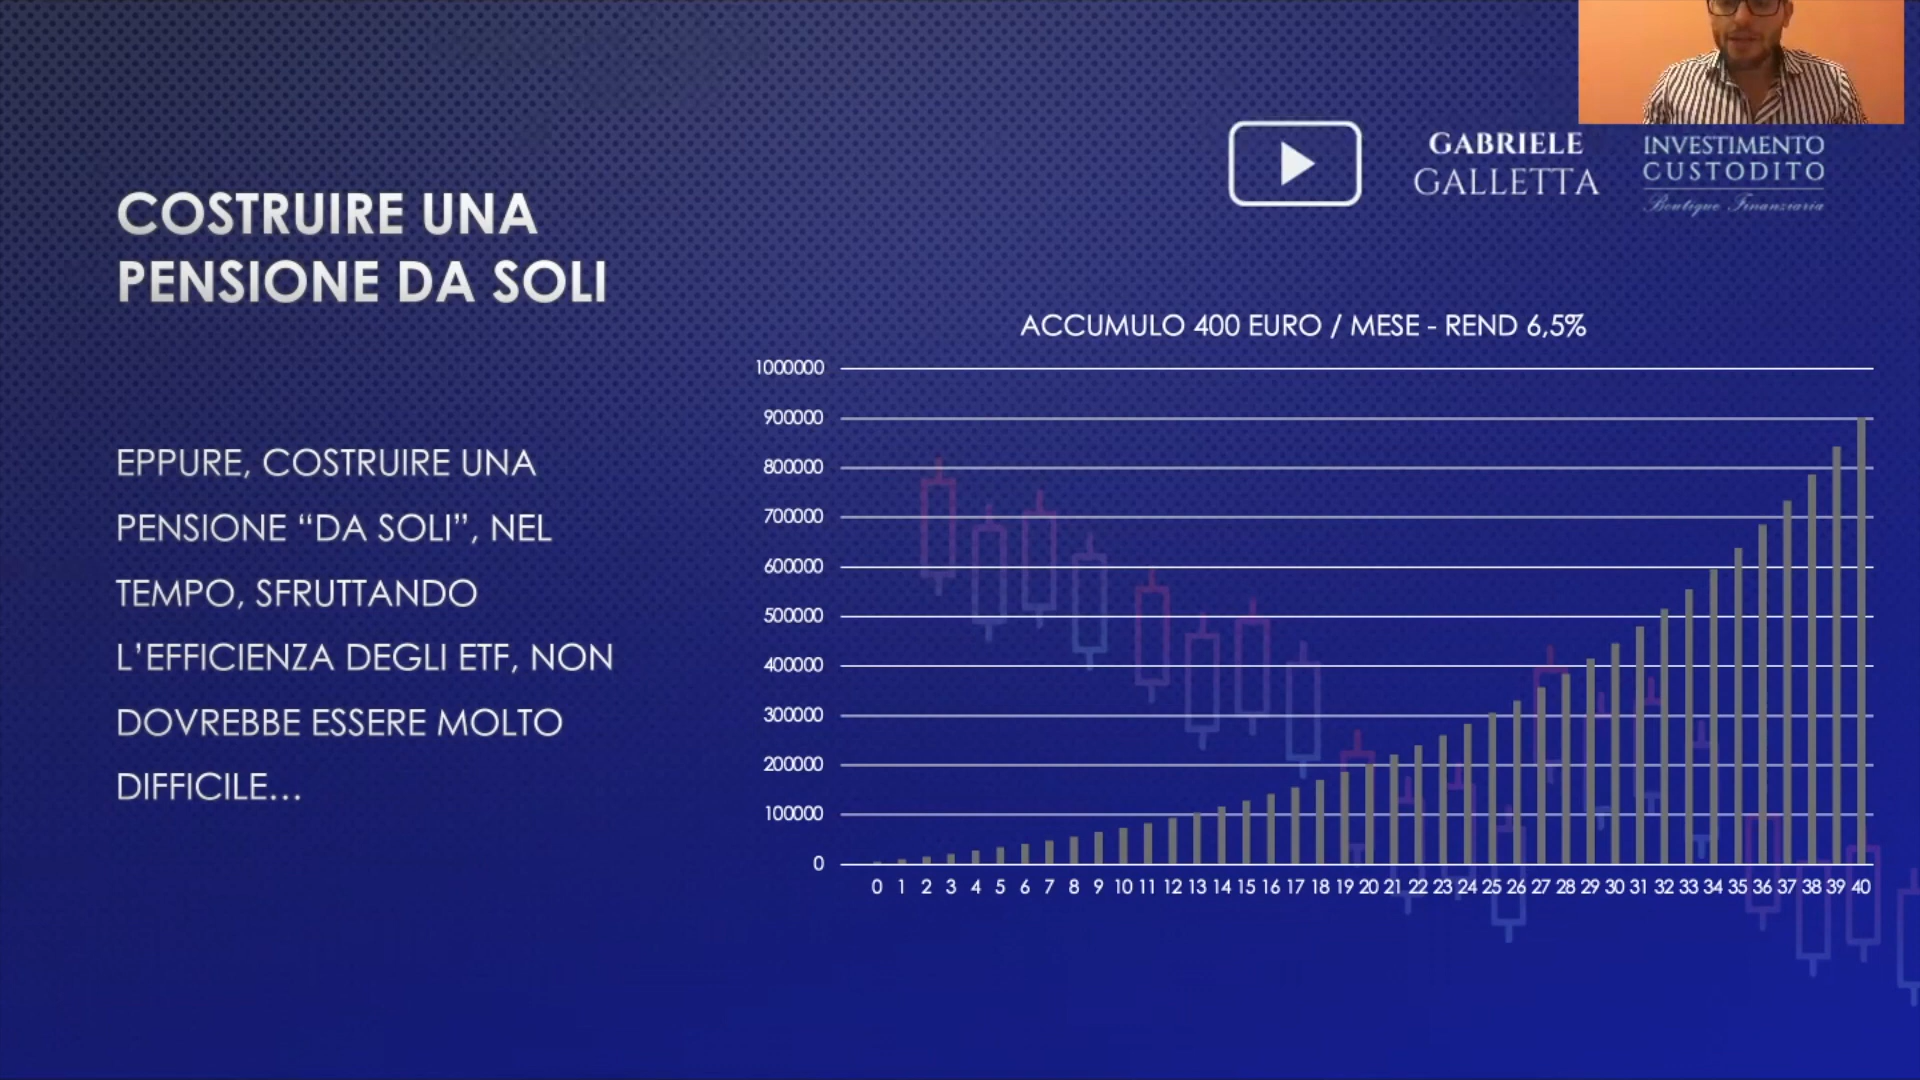 GABRIELE
GALLETTA
INVESTIMENTO
CUSTODITO
Boutique Finanziaria
COSTRUIRE UNA
PENSIONE DA SOLI
EPPURE, COSTRUIRE UNA
PENSIONE “DA SOLI”, NEL
TEMPO, SFRUTTANDO
L’EFFICIENZA DEGLI ETF, NON
DOVREBBE ESSERE MOLTO
DIFFICILE…
ACCUMULO 400 EURO / MESE - REND 6,5%
1000000
900000
800000
700000
600000
500000
400000
300000
200000
100000
0
0 1 2 3 4 5 6 7 8 9 10 11 12 13 14 15 16 17 18 19 20 21 22 23 24 25 26 27 28 29 30 31 32 33 34 35 36 37 38 39 40